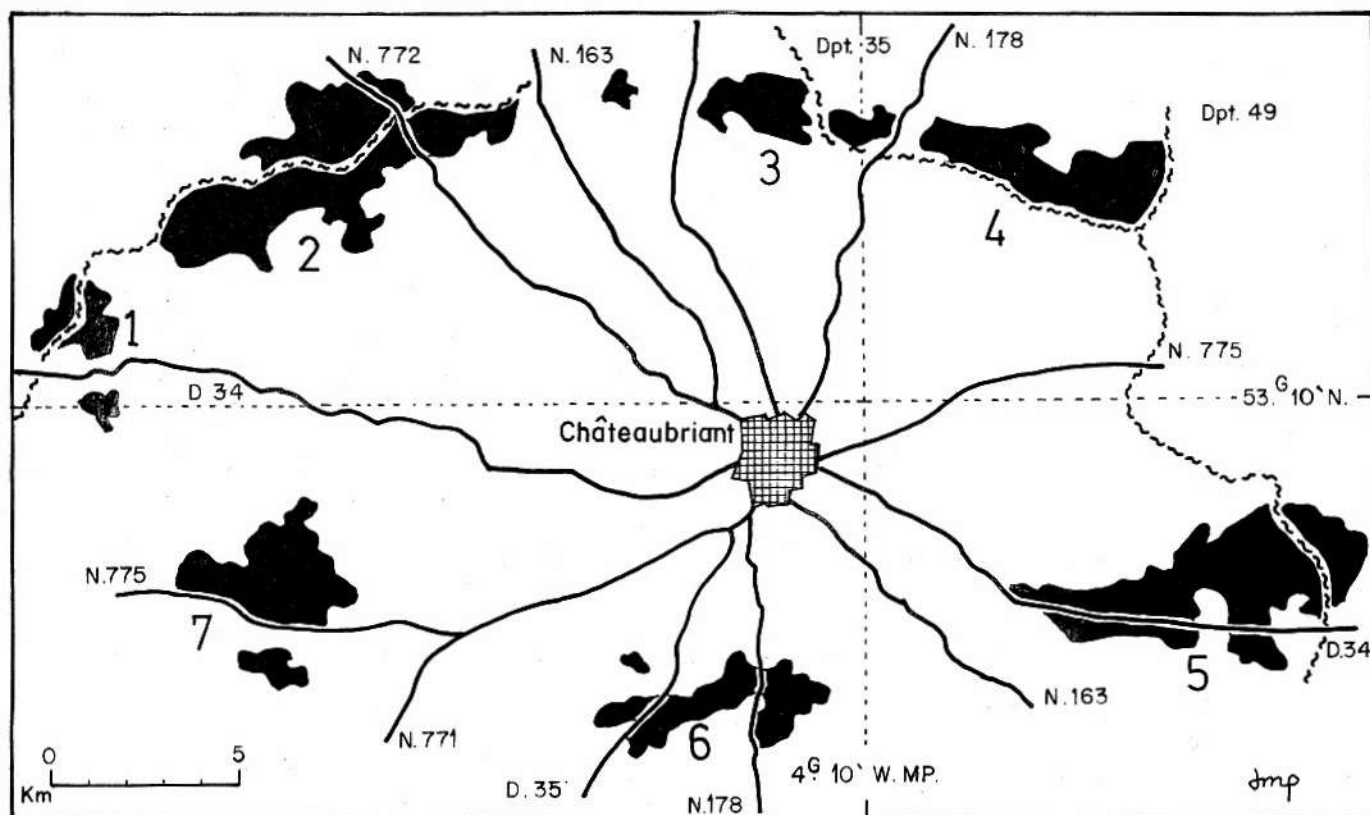 N. 772
N. 163
Dpt. 35
N. 178
Dpt. 49
3
4
2
1
N. 775
D 34
53.G 10` N.
Châteaubriant
N.775
7
5
D.34
N.163
6
N.771
0 5
Km
D. 35
N.178
4G 10` W. MP.
Jmp